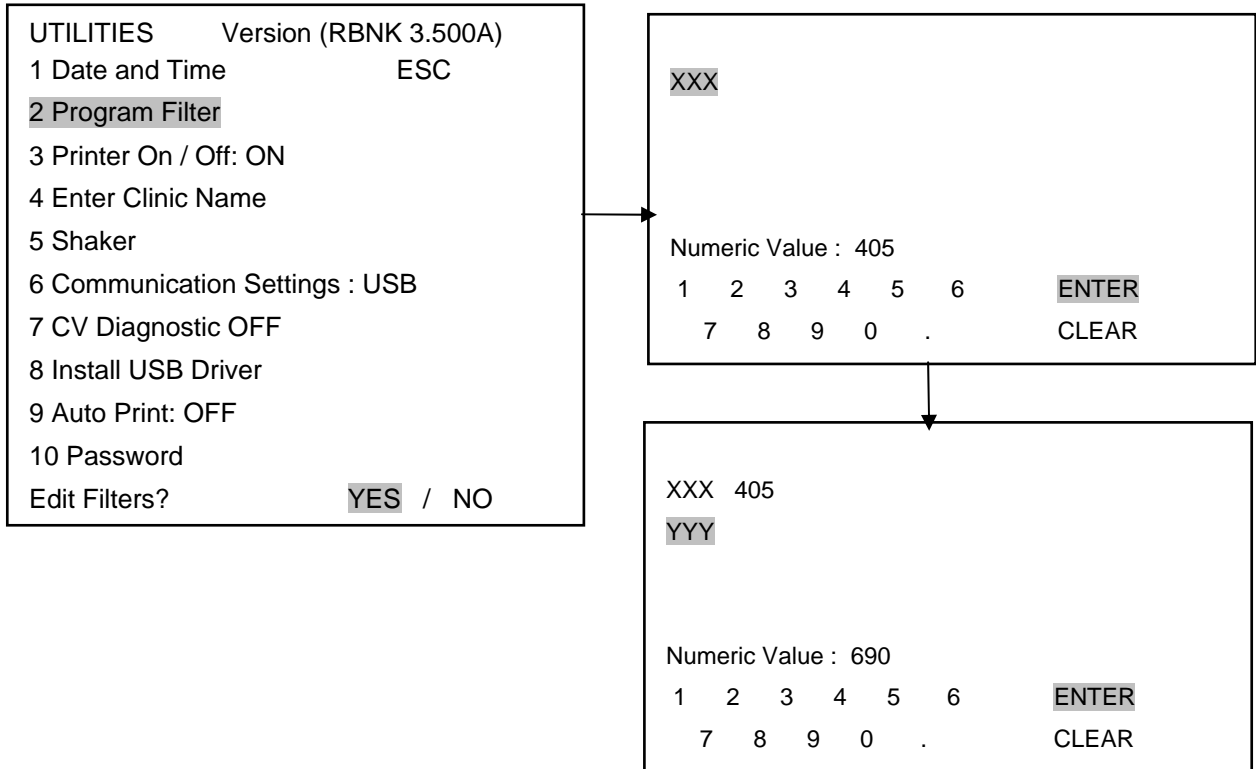 UTILITIES Version (RBNK 3.500A)
1 Date and Time ESC
2 Program Filter
3 Printer On / Off: ON
4 Enter Clinic Name
5 Shaker
6 Communication Settings : USB
7 CV Diagnostic OFF
8 Install USB Driver
9 Auto Print: OFF
10 Password
Edit Filters? YES / NO
XXX
Numeric Value : 405
1 2 3 4 5 6 ENTER
7 8 9 0 . CLEAR
XXX 405
YYY
Numeric Value : 690
1 2 3 4 5 6 ENTER
7 8 9 0 . CLEAR